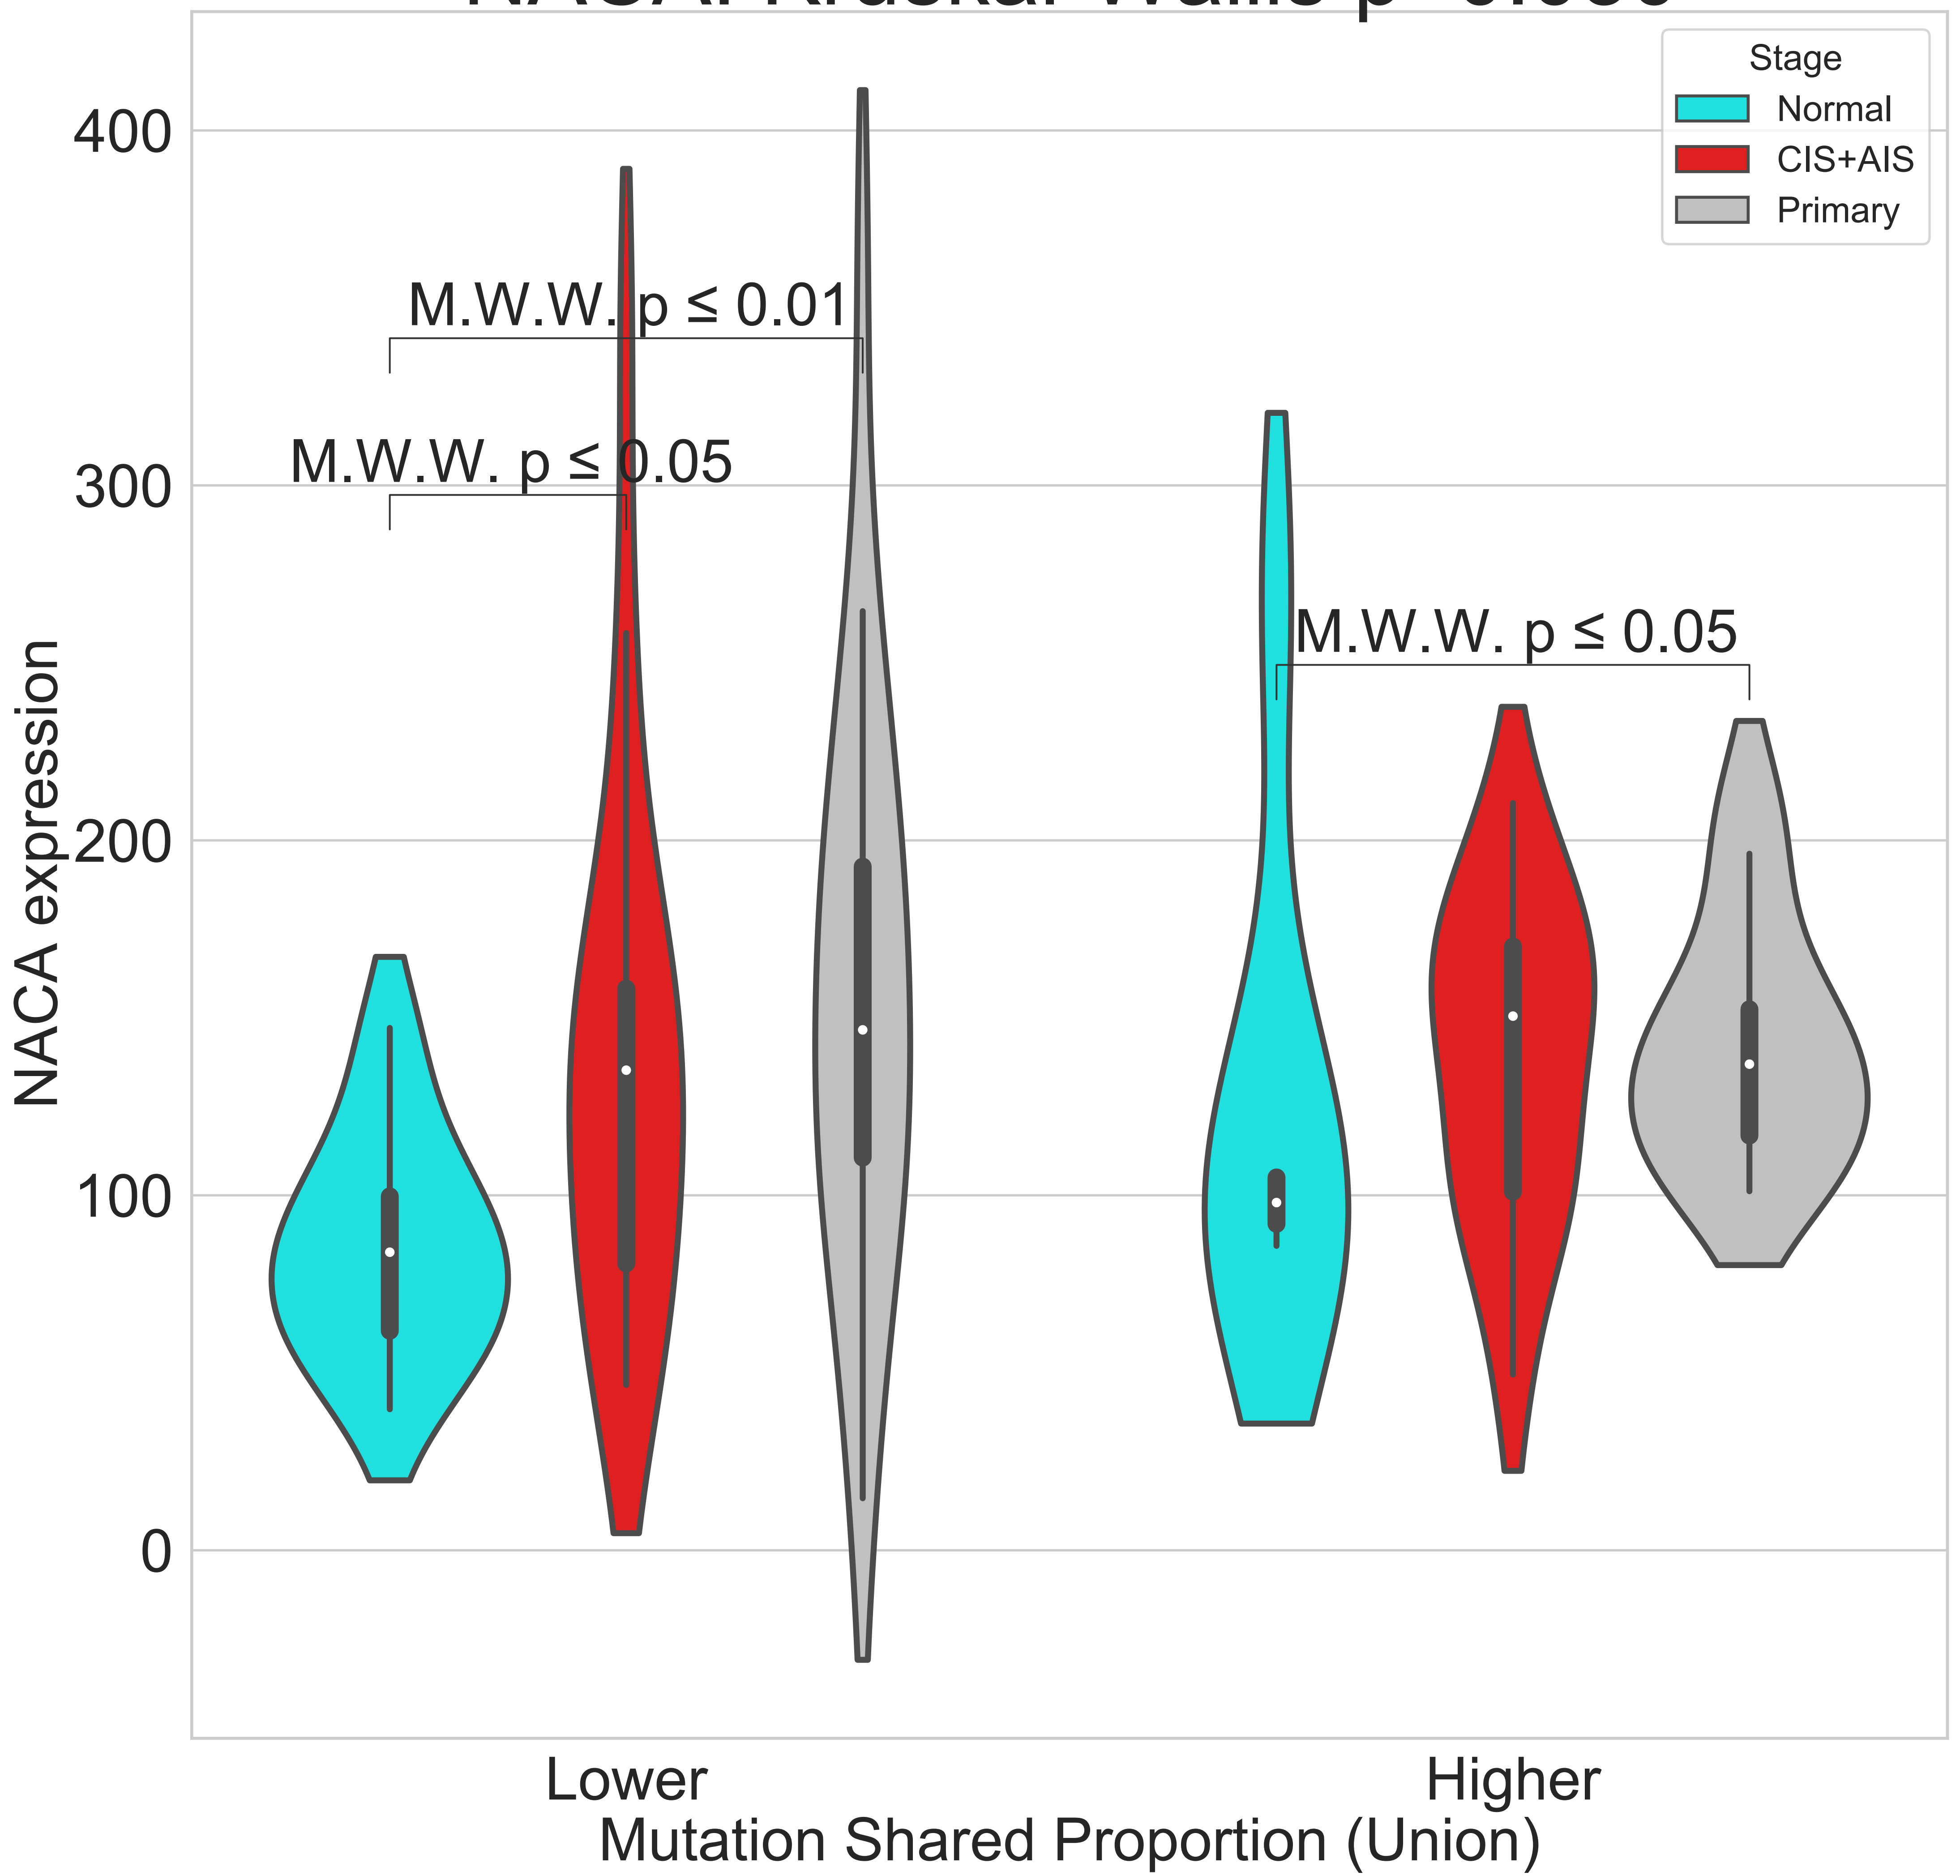 Stage
Normal
CIS+AIS
Primary
400
300
200
100
0
NACA expression
M.W.W. p ≤ 0.01
M.W.W. p ≤ 0.05
M.W.W. p ≤ 0.05
Lower
Higher
Mutation Shared Proportion (Union)